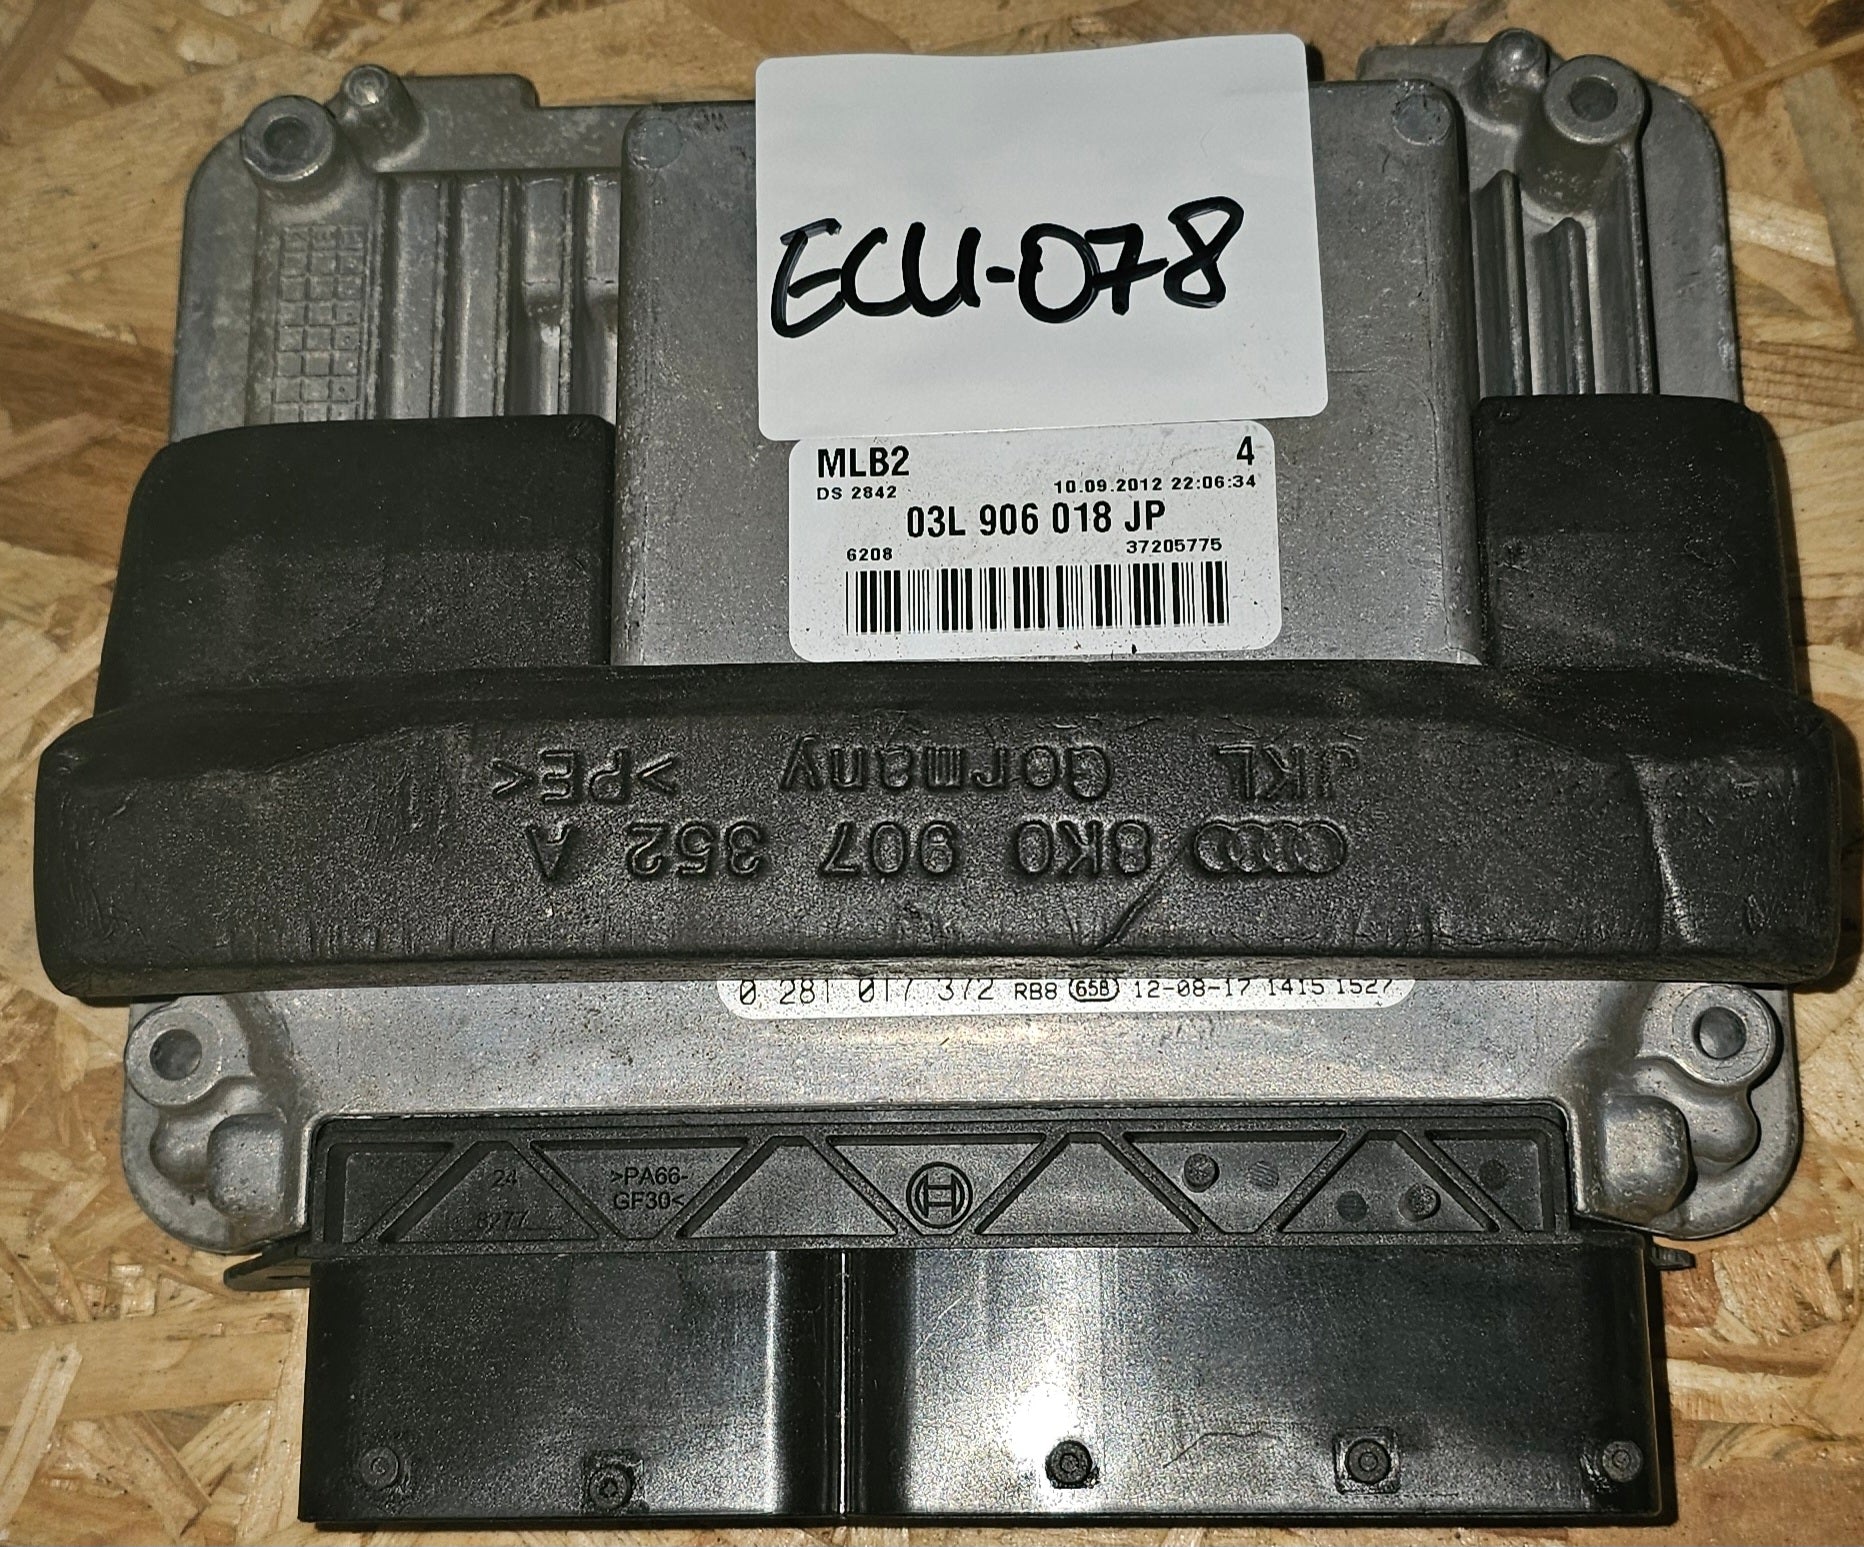 ECU-078
MLB2 4
DS 2842 10.09.2012 22:06:34
03L 906 018 JP
6208 37205775
JKL Germany >PE<
8K0 907 352 A
0 281 017 372 RB8 658 12-08-17 1415 1527
24 >PA66-
GF30<
8277